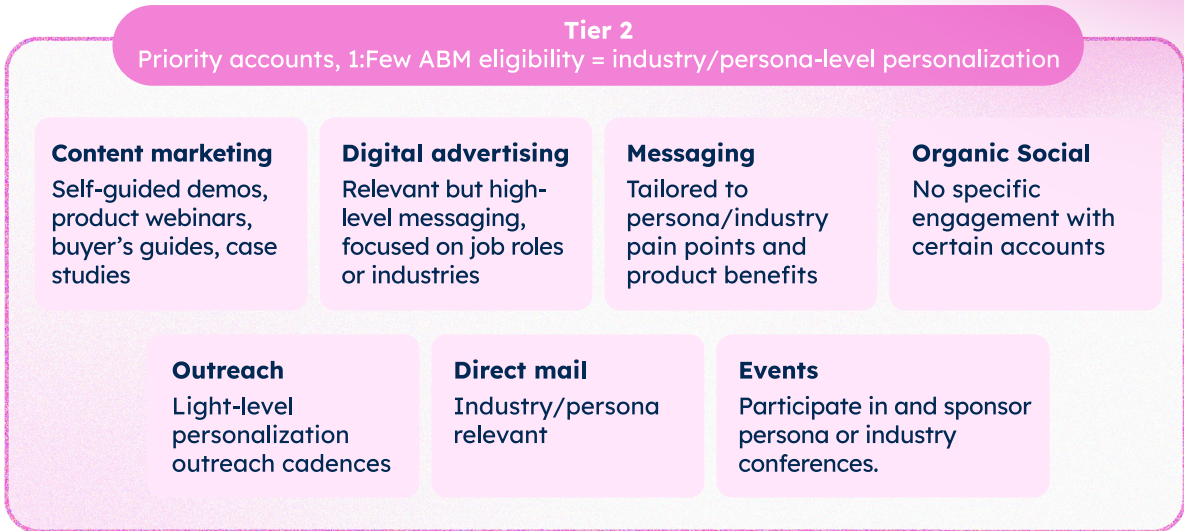 Tier 2
Priority accounts, 1:Few ABM eligibility = industry/persona-level personalization
Content marketing
Self-guided demos,
product webinars,
buyer’s guides, case
studies
Digital advertising
Relevant but high-
level messaging,
focused on job roles
or industries
Messaging
Tailored to
persona/industry
pain points and
product benefits
Organic Social
No specific
engagement with
certain accounts
Outreach
Light-level
personalization
outreach cadences
Direct mail
Industry/persona
relevant
Events
Participate in and sponsor
persona or industry
conferences.